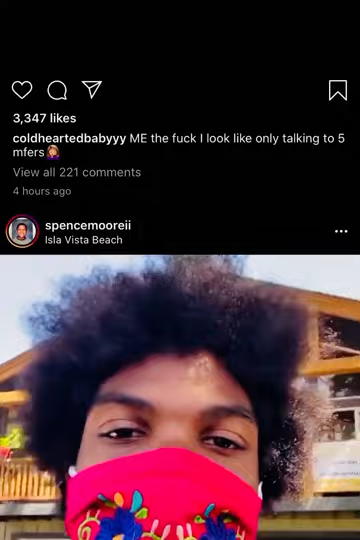 3,347 likes
coldheartedbabyyy ME the fuck I look like only talking to 5
mfers🤷🏽‍♀️
View all 221 comments
4 hours ago
spencemooreii
Isla Vista Beach